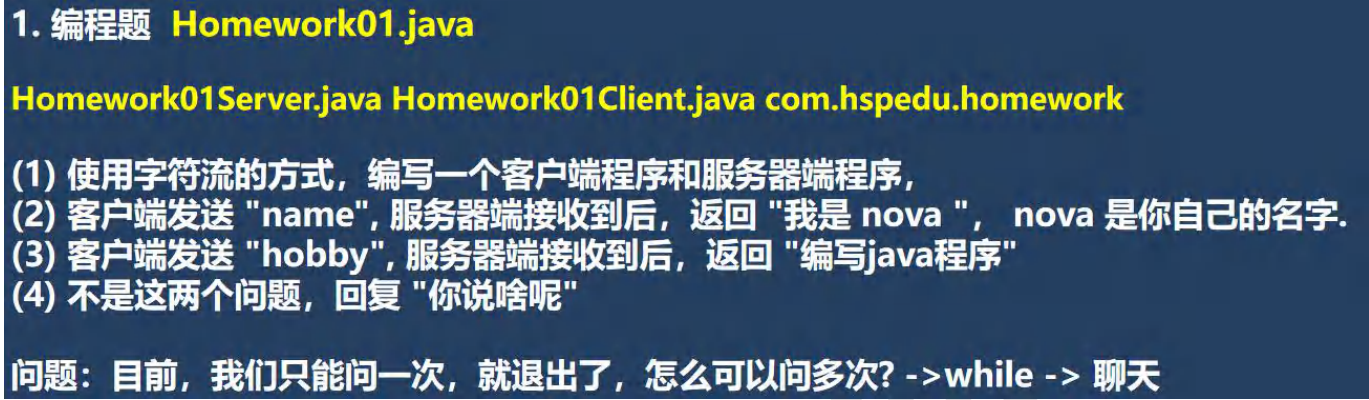 1. 编程题 Homework01.java
Homework01Server.java Homework01Client.java com.hspedu.homework
(1) 使用字符流的方式，编写一个客户端程序和服务器端程序，
(2) 客户端发送 "name", 服务器端接收到后，返回 "我是 nova "， nova 是你自己的名字.
(3) 客户端发送 "hobby", 服务器端接收到后，返回 "编写java程序"
(4) 不是这两个问题，回复 "你说啥呢"
问题：目前，我们只能问一次，就退出了，怎么可以问多次? ->while -> 聊天